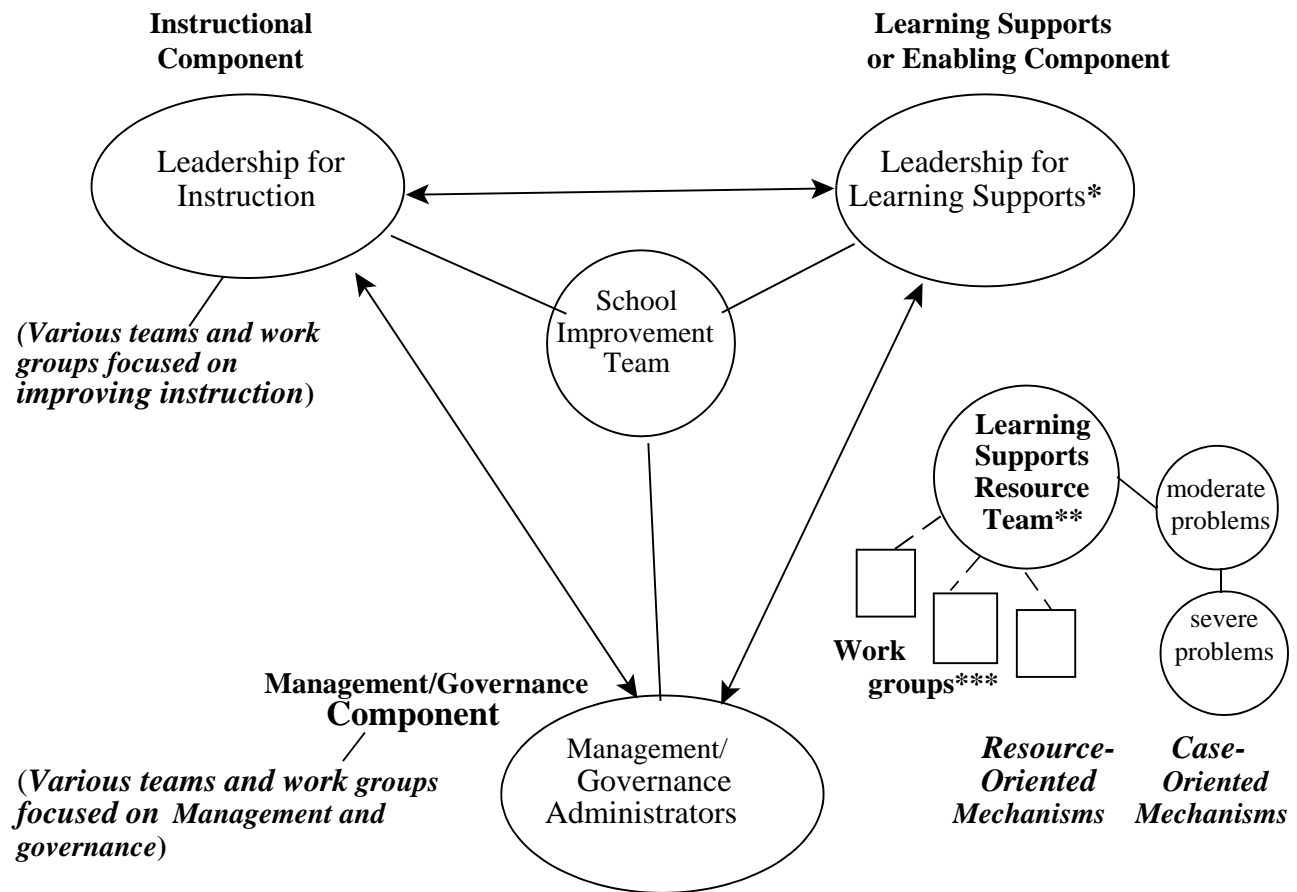 Instructional
Component
Learning Supports
or Enabling Component
Leadership for
Instruction
Leadership for
Learning Supports*
School
Improvement
Team
(Various teams and work
groups focused on
improving instruction)
Learning
Supports
Resource
Team**
moderate
problems
severe
problems
Work
groups***
Management/Governance
Component
Management/
Governance
Administrators
(Various teams and work groups
focused on Management and
governance)
Resource-
Oriented
Mechanisms
Case-
Oriented
Mechanisms